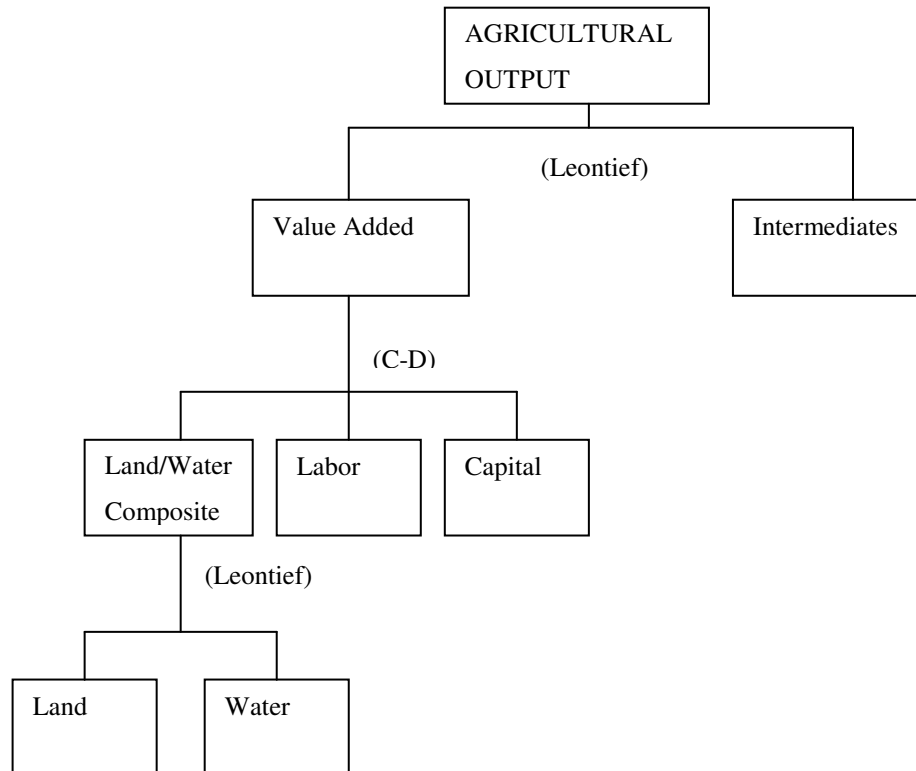 AGRICULTURAL
OUTPUT
(Leontief)
Value Added
Intermediates
(C-D)
Land/Water
Composite
Labor
Capital
(Leontief)
Land
Water